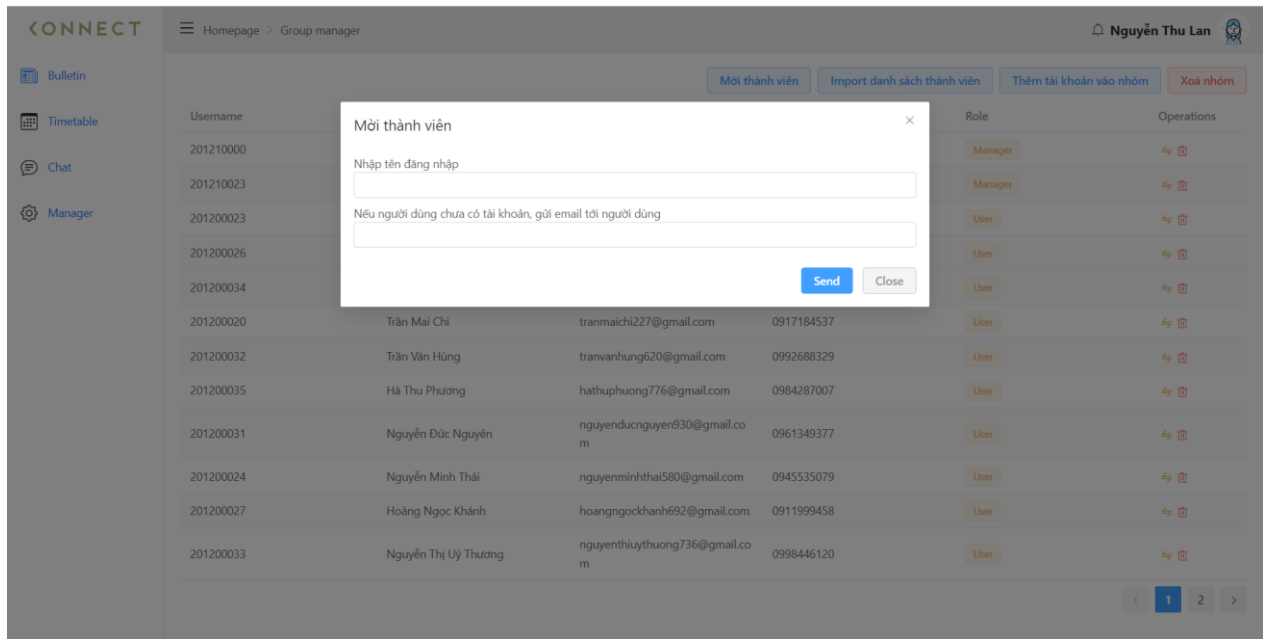 KONNECT
Homepage > Group manager
Nguyễn Thu Lan
Bulletin
Timetable
Chat
Manager
Mời thành viên Import danh sách thành viên Thêm tài khoản vào nhóm Xoá nhóm
Username Role Operations
201210000 Manager
201210023 Manager
201200023 User
201200026 User
201200034 User
Mời thành viên
Nhập tên đăng nhập
Nếu người dùng chưa có tài khoản, gửi email tới người dùng
Send Close
201200020 Trần Mai Chi tranmaichi227@gmail.com 0917184537 User
201200032 Trần Văn Hùng tranvanhung620@gmail.com 0992688329 User
201200035 Hà Thu Phương hathuphuong776@gmail.com 0984287007 User
201200031 Nguyễn Đức Nguyên nguyenducnguyen930@gmail.co 0961349377 User
m
201200024 Nguyễn Minh Thái nguyenminhthai580@gmail.com 0945535079 User
201200027 Hoàng Ngọc Khánh hoangngockhanh692@gmail.com 0911999458 User
201200033 Nguyễn Thị Uý Thương nguyenthiuythuong736@gmail.co 0998446120 User
m
< 1 2 >